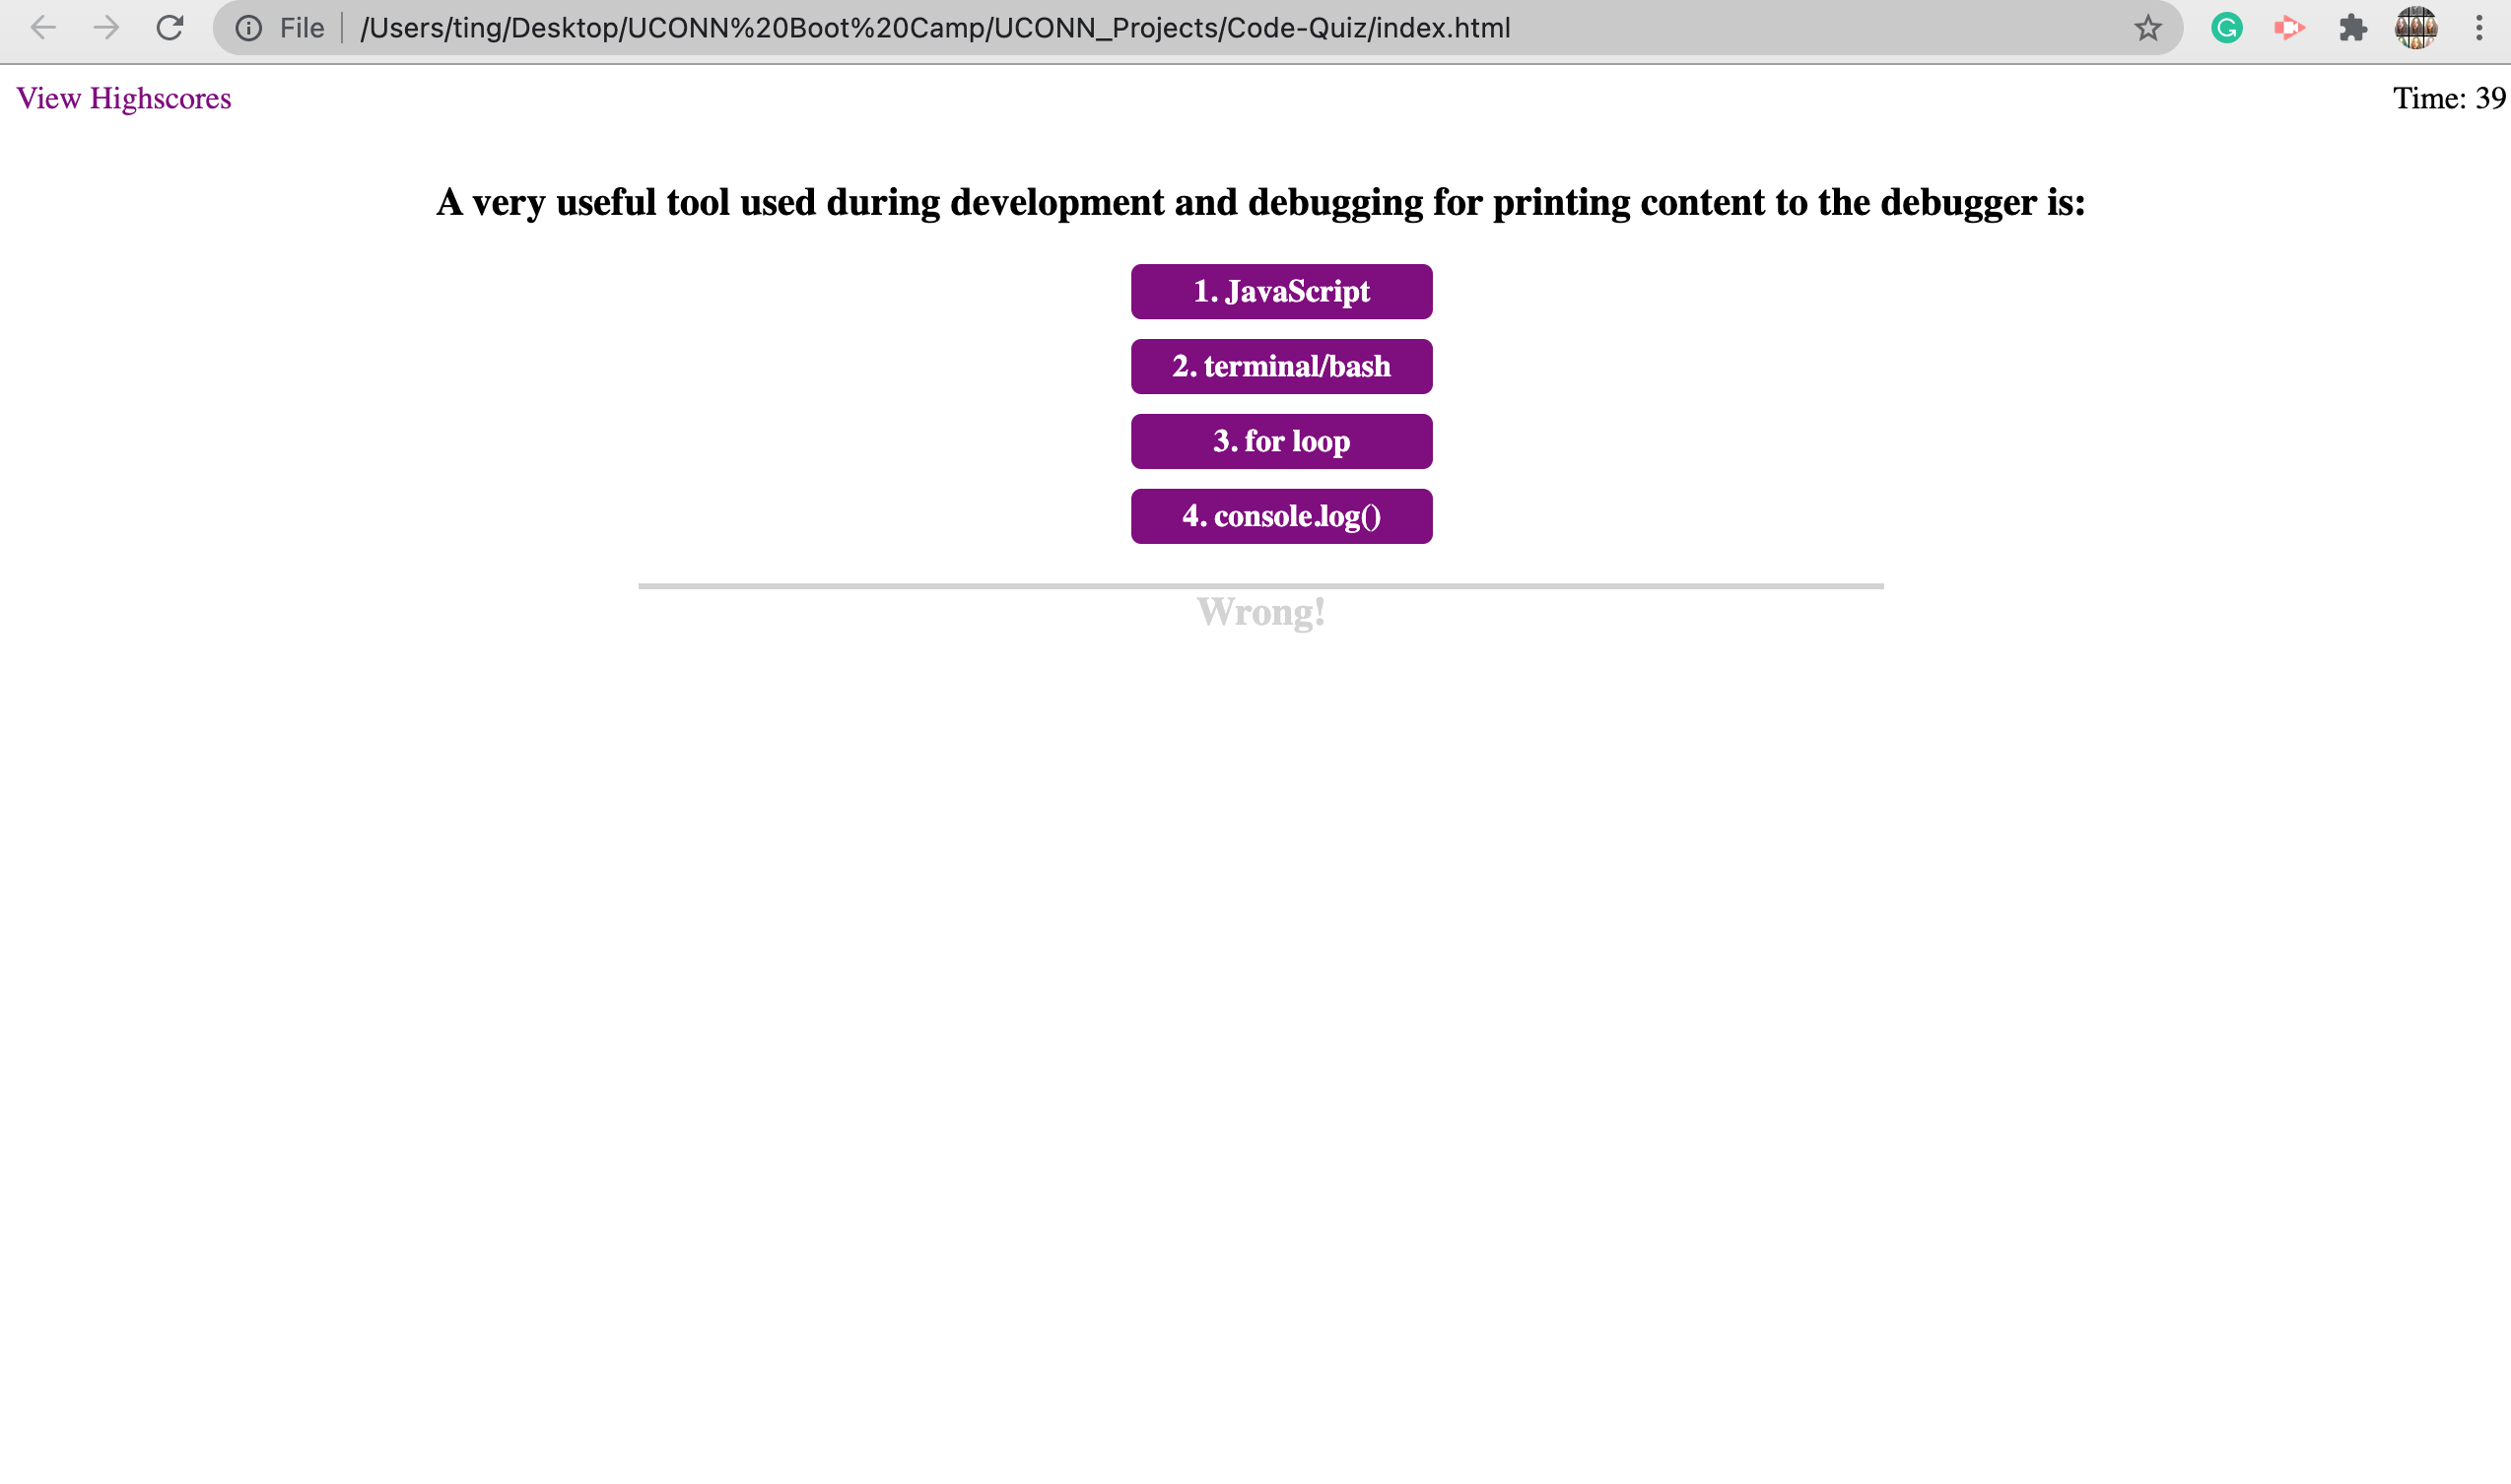 File /Users/ting/Desktop/UCONN%20Boot%20Camp/UCONN_Projects/Code-Quiz/index.html
View Highscores
Time: 39
A very useful tool used during development and debugging for printing content to the debugger is:
1. JavaScript
2. terminal/bash
3. for loop
4. console.log()
Wrong!